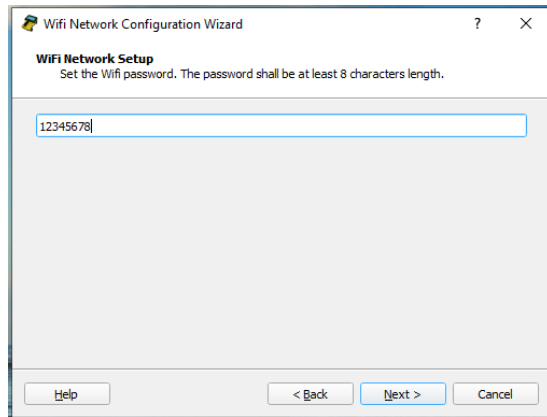 Wifi Network Configuration Wizard ? ×
WiFi Network Setup
Set the Wifi password. The password shall be at least 8 characters length.
12345678
Help < Back Next > Cancel